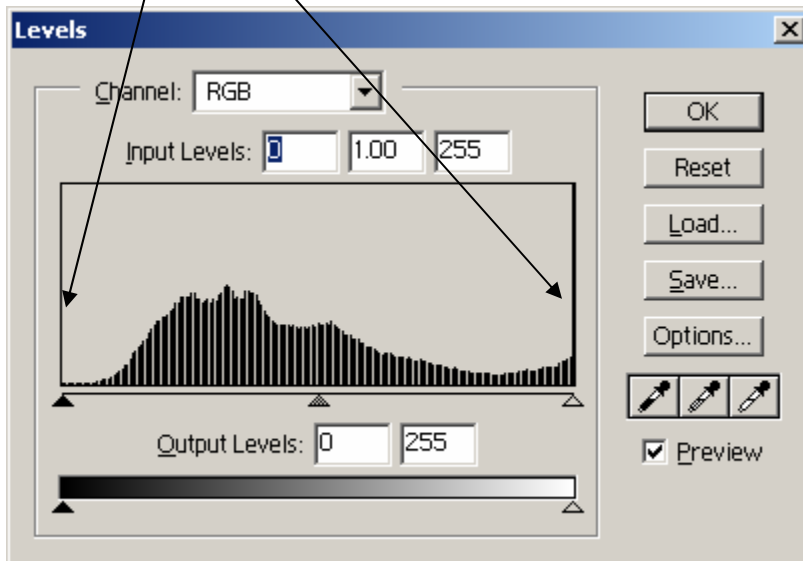 Levels
Channel: RGB
Input Levels: 0 1.00 255
OK
Reset
Load...
Save...
Options...
Output Levels: 0 255
Preview